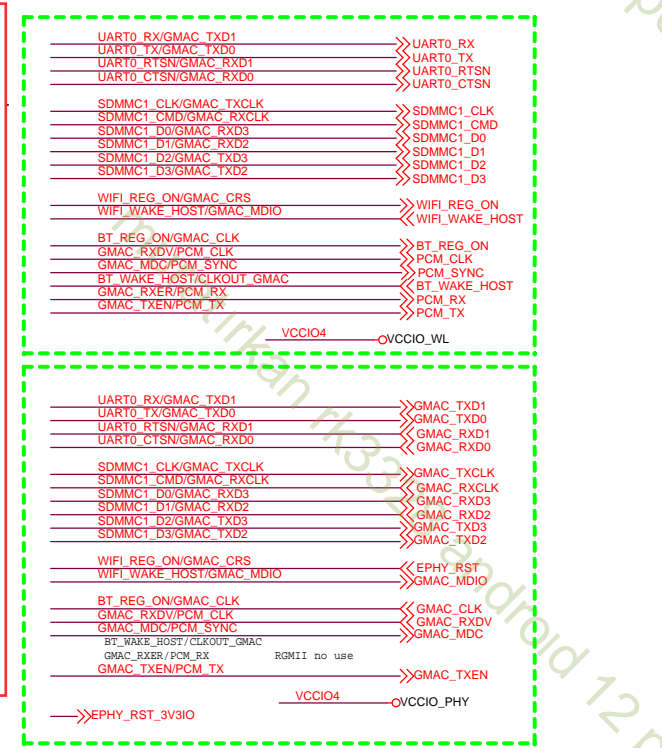 UART0_RX/GMAC_TXD1 UART0_RX
UART0_TX/GMAC_TXD0 UART0_TX
UART0_RTSN/GMAC_RXD1 UART0_RTSN
UART0_CTSN/GMAC_RXD0 UART0_CTSN
SDMMC1_CLK/GMAC_TXCLK SDMMC1_CLK
SDMMC1_CMD/GMAC_RXCLK SDMMC1_CMD
SDMMC1_D0/GMAC_RXD3 SDMMC1_D0
SDMMC1_D1/GMAC_RXD2 SDMMC1_D1
SDMMC1_D2/GMAC_TXD3 SDMMC1_D2
SDMMC1_D3/GMAC_TXD2 SDMMC1_D3
WIFI_REG_ON/GMAC_CRS WIFI_REG_ON
WIFI_WAKE_HOST/GMAC_MDIO WIFI_WAKE_HOST
BT_REG_ON/GMAC_CLK BT_REG_ON
GMAC_RXDV/PCM_CLK PCM_CLK
GMAC_MDC/PCM_SYNC PCM_SYNC
BT_WAKE_HOST/CLKOUT_GMAC BT_WAKE_HOST
GMAC_RXER/PCM_RX PCM_RX
GMAC_TXEN/PCM_TX PCM_TX
VCCIO4 VCCIO_WL
UART0_RX/GMAC_TXD1 GMAC_TXD1
UART0_TX/GMAC_TXD0 GMAC_TXD0
UART0_RTSN/GMAC_RXD1 GMAC_RXD1
UART0_CTSN/GMAC_RXD0 GMAC_RXD0
SDMMC1_CLK/GMAC_TXCLK GMAC_TXCLK
SDMMC1_CMD/GMAC_RXCLK GMAC_RXCLK
SDMMC1_D0/GMAC_RXD3 GMAC_RXD3
SDMMC1_D1/GMAC_RXD2 GMAC_RXD2
SDMMC1_D2/GMAC_TXD3 GMAC_TXD3
SDMMC1_D3/GMAC_TXD2 GMAC_TXD2
WIFI_REG_ON/GMAC_CRS EPHY_RST
WIFI_WAKE_HOST/GMAC_MDIO GMAC_MDIO
BT_REG_ON/GMAC_CLK GMAC_CLK
GMAC_RXDV/PCM_CLK GMAC_RXDV
GMAC_MDC/PCM_SYNC GMAC_MDC
BT_WAKE_HOST/CLKOUT_GMAC
GMAC_RXER/PCM_RX RGMII no use
GMAC_TXEN/PCM_TX GMAC_TXEN
VCCIO4 VCCIO_PHY
EPHY_RST_3V3IO
android 12